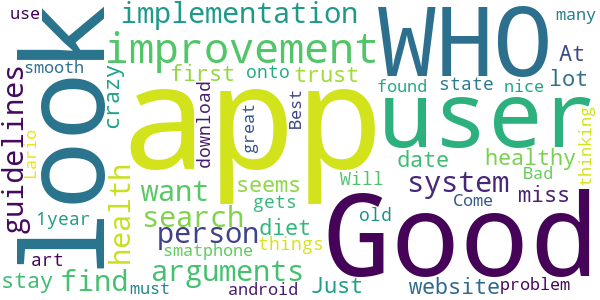 use
implementation
WHO
many
smooth
look
improvement
At
first
onto
trust
found
state
nice
lot
crazy
guidelines
Lario
app
user
download
great
Best
thinking
date
healthy
health
want
seems
Will
system
Bad
gets
Come
miss
search
1year
person
diet
old
Good
things
art
smatphone
stay
find
must
arguments
android
Just
website
problem